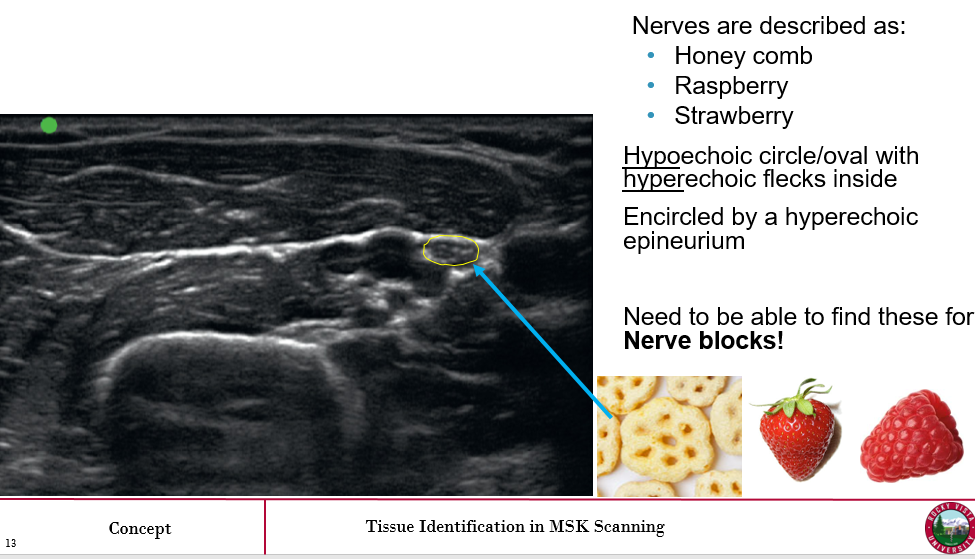 Nerves are described as:
• Honey comb
• Raspberry
• Strawberry
Hypoechoic circle/oval with
hyperechoic flecks inside
Encircled by a hyperechoic
epineurium
Need to be able to find these for
Nerve blocks!
13
Concept
Tissue Identification in MSK Scanning
ROCKY VISTA
UNIVERSITY